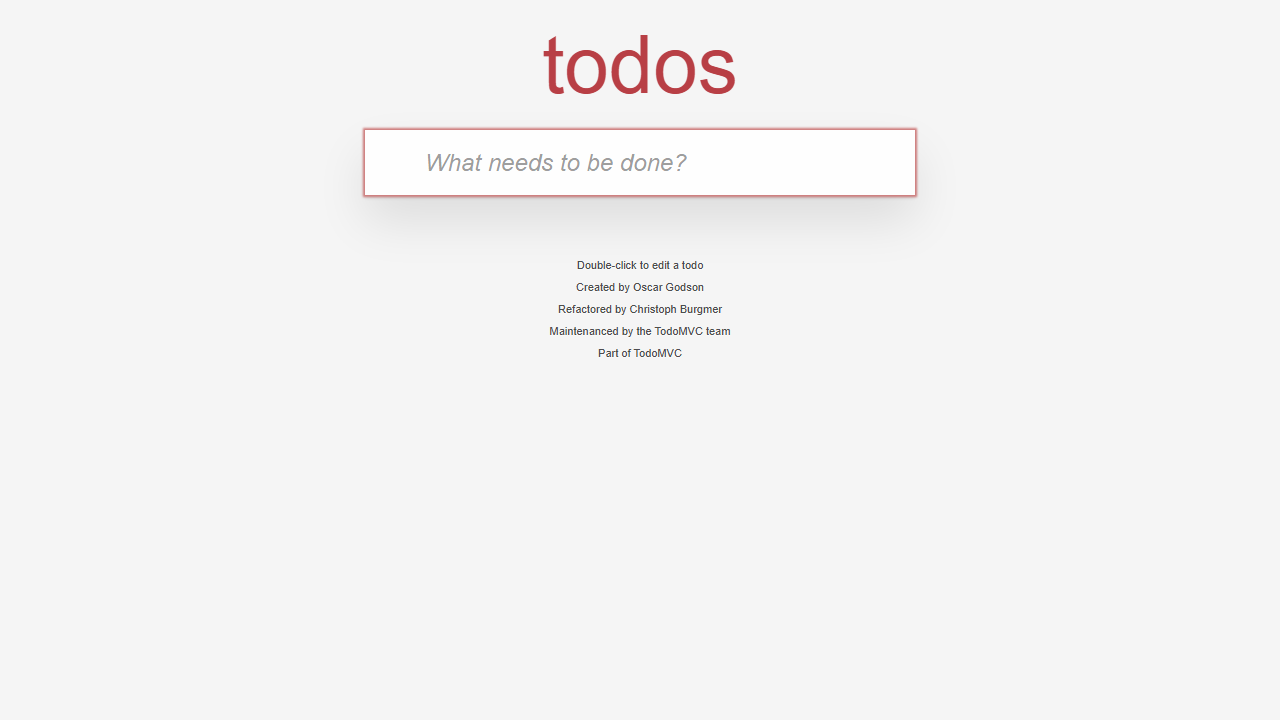 todos
What needs to be done?
Double-click to edit a todo
Created by Oscar Godson
Refactored by Christoph Burgmer
Maintenanced by the TodoMVC team
Part of TodoMVC